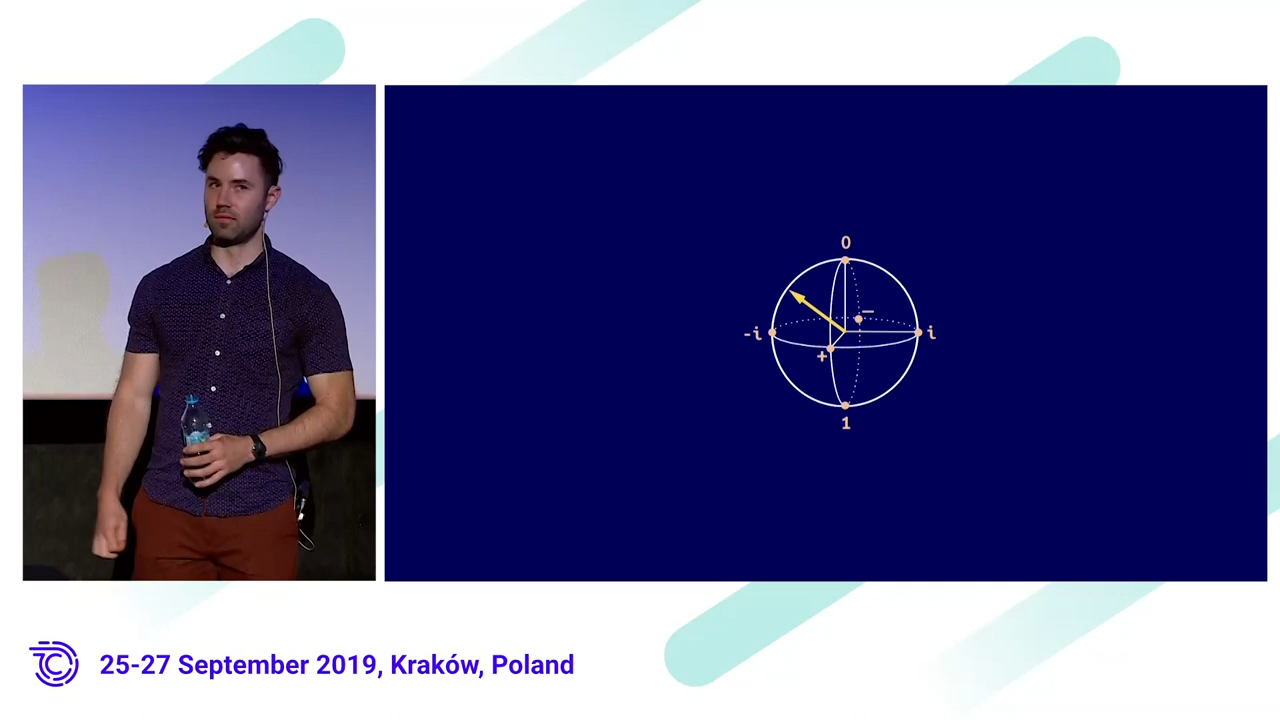 0
–
-i
i
+
1
25-27 September 2019, Kraków, Poland